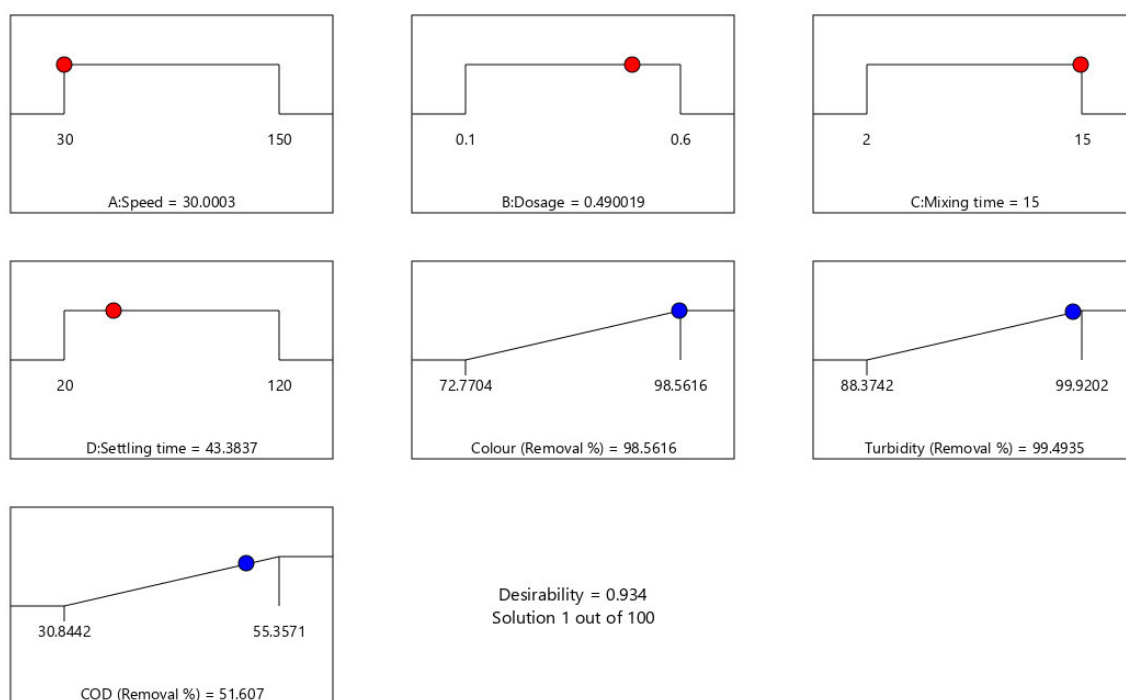 30 150
A:Speed = 30.0003
0.1 0.6
B:Dosage = 0.490019
2 15
C:Mixing time = 15
20 120
D:Settling time = 43.3837
72.7704 98.5616
Colour (Removal %) = 98.5616
88.3742 99.9202
Turbidity (Removal %) = 99.4935
30.8442 55.3571
COD (Removal %) = 51.607
Desirability = 0.934
Solution 1 out of 100